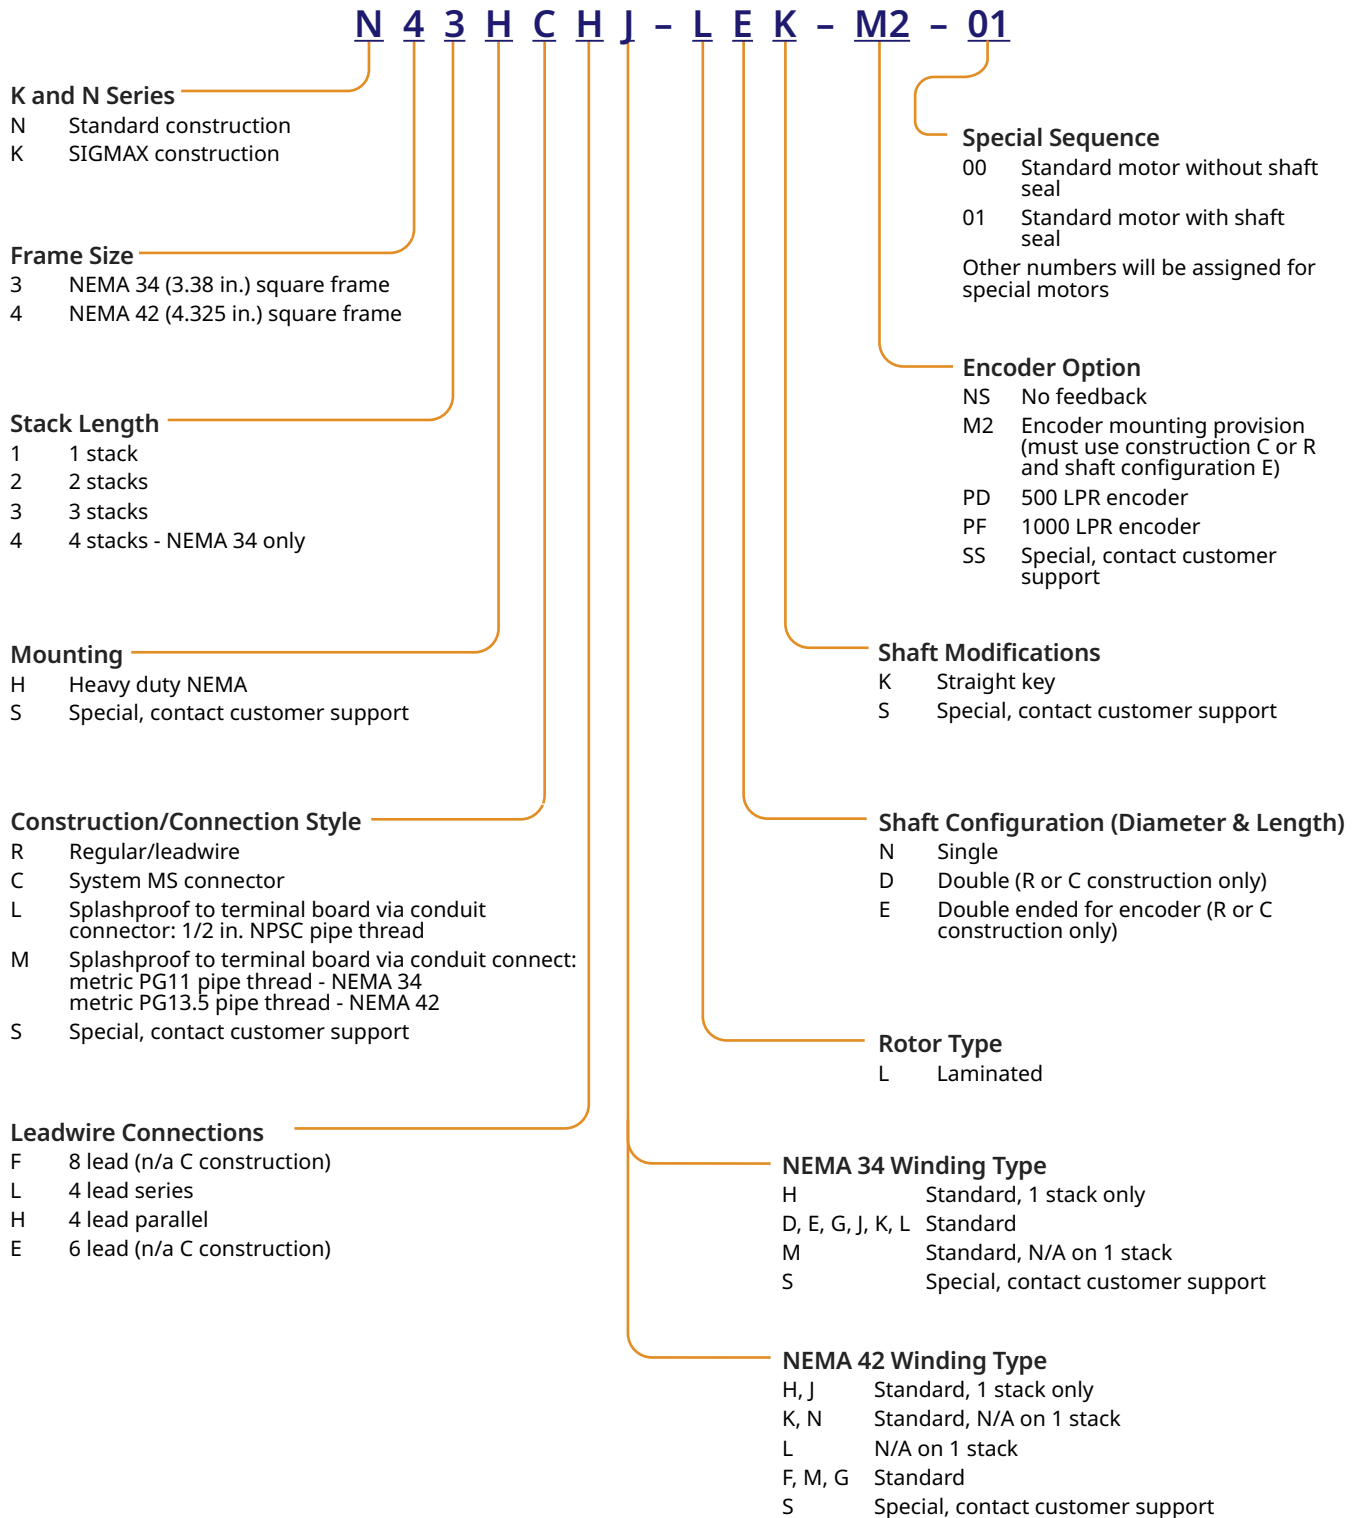 N 4 3 H C H J – L E K – M2 – 01
K and N Series
N Standard construction
K SIGMAX construction
Frame Size
3 NEMA 34 (3.38 in.) square frame
4 NEMA 42 (4.325 in.) square frame
Stack Length
1 1 stack
2 2 stacks
3 3 stacks
4 4 stacks - NEMA 34 only
Mounting
H Heavy duty NEMA
S Special, contact customer support
Construction/Connection Style
R Regular/leadwire
C System MS connector
L Splashproof to terminal board via conduit
connector: 1/2 in. NPSC pipe thread
M Splashproof to terminal board via conduit connect:
metric PG11 pipe thread - NEMA 34
metric PG13.5 pipe thread - NEMA 42
S Special, contact customer support
Leadwire Connections
F 8 lead (n/a C construction)
L 4 lead series
H 4 lead parallel
E 6 lead (n/a C construction)
Special Sequence
00 Standard motor without shaft
seal
01 Standard motor with shaft
seal
Other numbers will be assigned for
special motors
Encoder Option
NS No feedback
M2 Encoder mounting provision
(must use construction C or R
and shaft configuration E)
PD 500 LPR encoder
PF 1000 LPR encoder
SS Special, contact customer
support
Shaft Modifications
K Straight key
S Special, contact customer support
Shaft Configuration (Diameter & Length)
N Single
D Double (R or C construction only)
E Double ended for encoder (R or C
construction only)
Rotor Type
L Laminated
NEMA 34 Winding Type
H Standard, 1 stack only
D, E, G, J, K, L Standard
M Standard, N/A on 1 stack
S Special, contact customer support
NEMA 42 Winding Type
H, J Standard, 1 stack only
K, N Standard, N/A on 1 stack
L N/A on 1 stack
F, M, G Standard
S Special, contact customer support